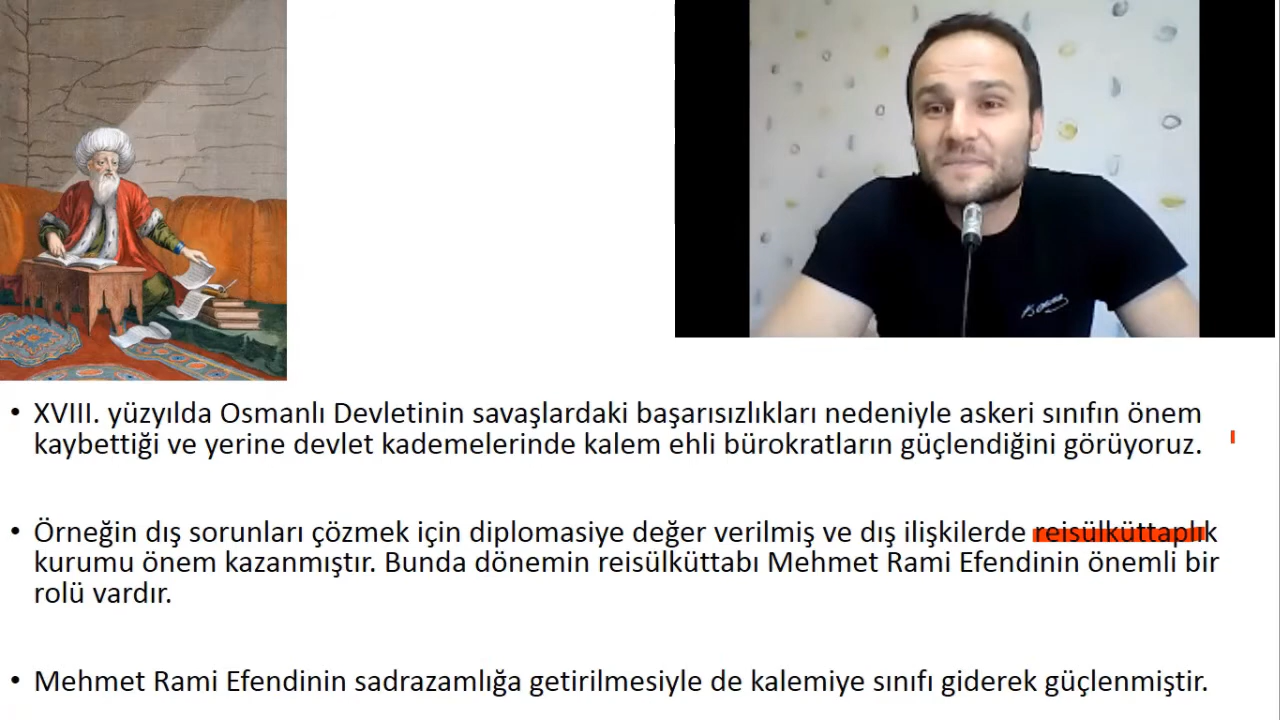 • XVIII. yüzyılda Osmanlı Devletinin savaşlardaki başarısızlıkları nedeniyle askeri sınıfın önem
kaybettiği ve yerine devlet kademelerinde kalem ehli bürokratların güçlendiğini görüyoruz.
• Örneğin dış sorunları çözmek için diplomasiye değer verilmiş ve dış ilişkilerde reisülküttaplık
kurumu önem kazanmıştır. Bunda dönemin reisülküttabı Mehmet Rami Efendinin önemli bir
rolü vardır.
• Mehmet Rami Efendinin sadrazamlığa getirilmesiyle de kalemiye sınıfı giderek güçlenmiştir.